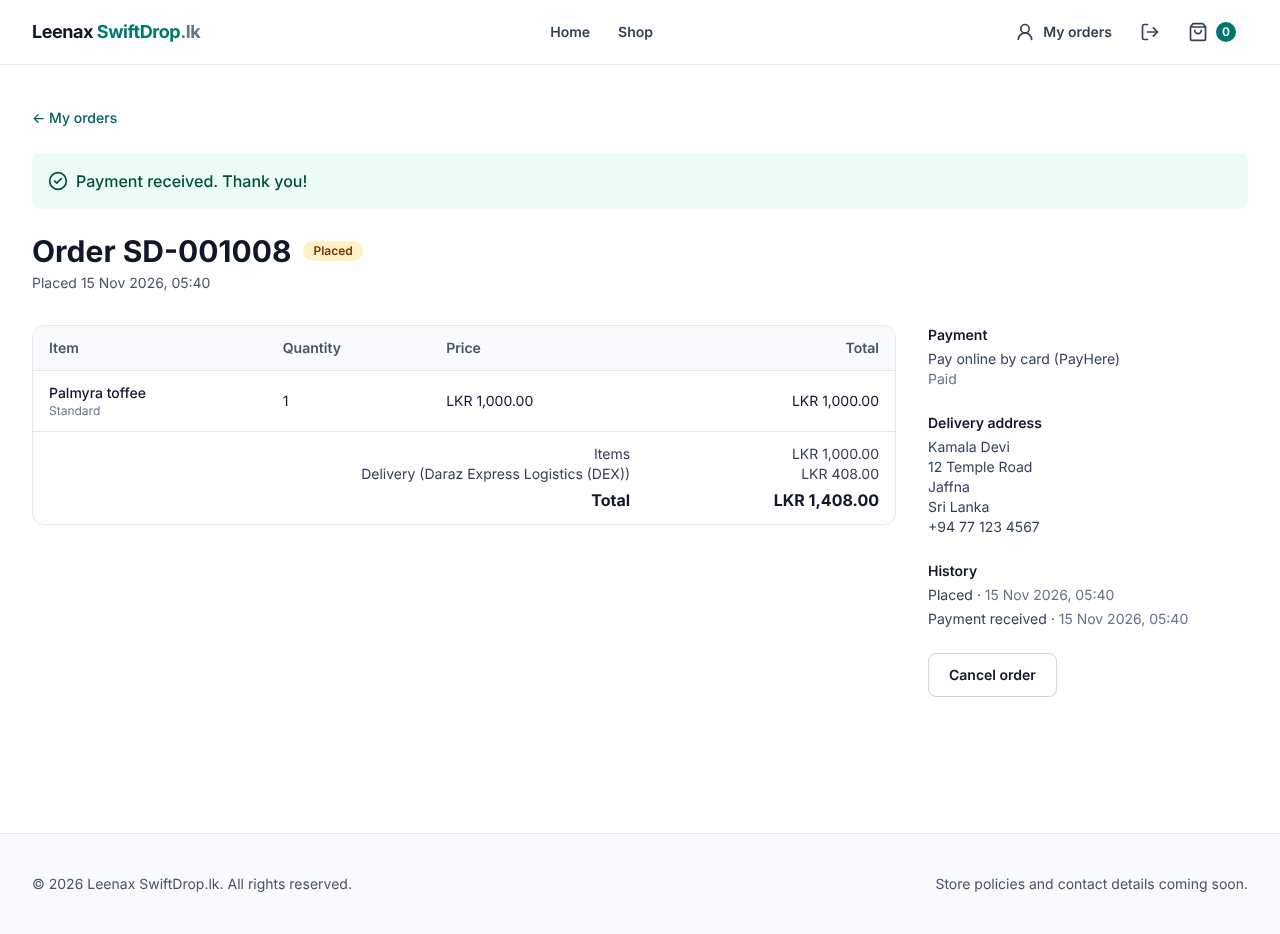 Leenax SwiftDrop.lk
Home
Shop
My orders
0
← My orders
Payment received. Thank you!
Order SD-001008
Placed
Placed 15 Nov 2026, 05:40
Item Quantity Price Total
Palmyra toffee
Standard
1 LKR 1,000.00 LKR 1,000.00
Items LKR 1,000.00
Delivery (Daraz Express Logistics (DEX)) LKR 408.00
Total LKR 1,408.00
Payment
Pay online by card (PayHere)
Paid
Delivery address
Kamala Devi
12 Temple Road
Jaffna
Sri Lanka
+94 77 123 4567
History
Placed · 15 Nov 2026, 05:40
Payment received · 15 Nov 2026, 05:40
Cancel order
© 2026 Leenax SwiftDrop.lk. All rights reserved.
Store policies and contact details coming soon.